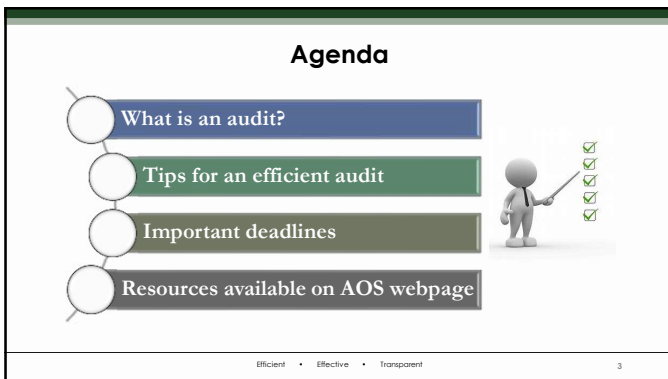 Agenda
What is an audit?
Tips for an efficient audit
Important deadlines
Resources available on AOS webpage
Efficient • Effective • Transparent 3